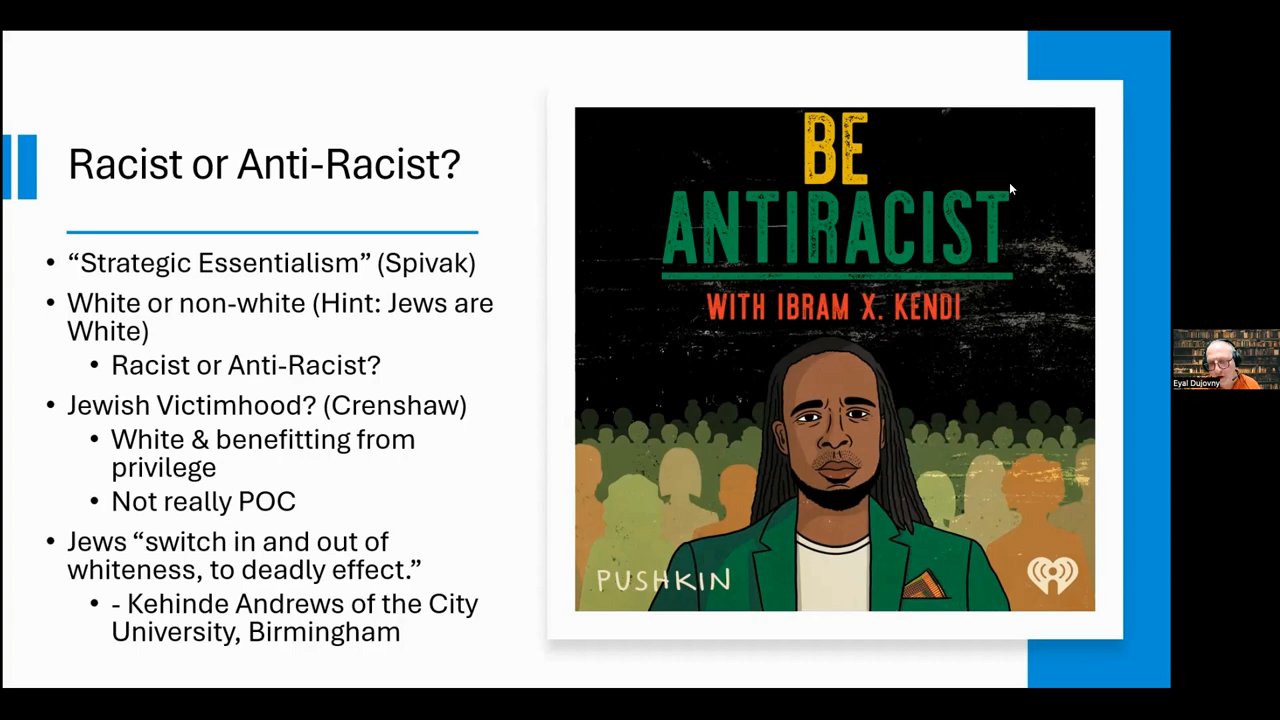 Racist or Anti-Racist?
• “Strategic Essentialism” (Spivak)
• White or non-white (Hint: Jews are
White)
• Racist or Anti-Racist?
• Jewish Victimhood? (Crenshaw)
• White & benefitting from
privilege
• Not really POC
• Jews “switch in and out of
whiteness, to deadly effect.”
• - Kehinde Andrews of the City
University, Birmingham
BE
ANTIRACIST
WITH IBRAM X. KENDI
PUSHKIN
Eyal Dujovny